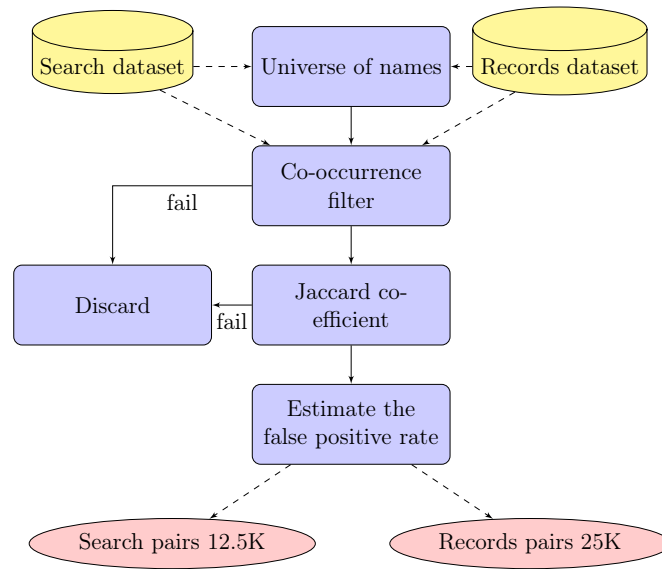 Search dataset
Universe of names
Records dataset
Co-occurrence
filter
fail
Discard
fail
Jaccard co-
efficient
Estimate the
false positive rate
Search pairs 12.5K
Records pairs 25K